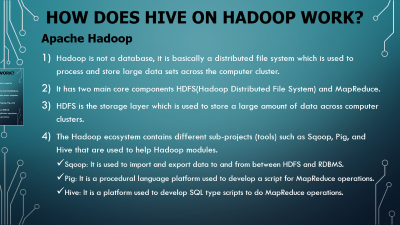 HOW DOES HIVE ON HADOOP WORK?
Apache Hadoop
1) Hadoop is not a database, it is basically a distributed file system which is used to
process and store large data sets across the computer cluster.
2) It has two main core components HDFS(Hadoop Distributed File System) and MapReduce.
3) HDFS is the storage layer which is used to store a large amount of data across computer
clusters.
4) The Hadoop ecosystem contains different sub-projects (tools) such as Sqoop, Pig, and
Hive that are used to help Hadoop modules.
✓Sqoop: It is used to import and export data to and from between HDFS and RDBMS.
✓Pig: It is a procedural language platform used to develop a script for MapReduce operations.
✓Hive: It is a platform used to develop SQL type scripts to do MapReduce operations.